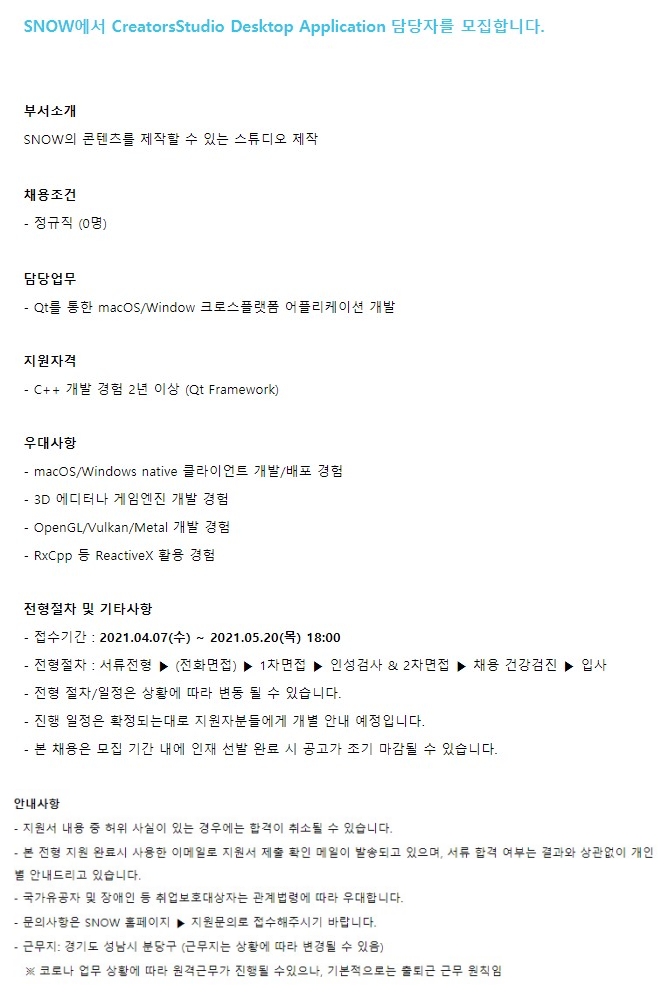 SNOW에서 CreatorsStudio Desktop Application 담당자를 모집합니다.
부서소개
SNOW의 콘텐츠를 제작할 수 있는 스튜디오 제작
채용조건
- 정규직 (0명)
담당업무
- Qt를 통한 macOS/Window 크로스플랫폼 어플리케이션 개발
지원자격
- C++ 개발 경험 2년 이상 (Qt Framework)
우대사항
- macOS/Windows native 클라이언트 개발/배포 경험
- 3D 에디터나 게임엔진 개발 경험
- OpenGL/Vulkan/Metal 개발 경험
- RxCpp 등 ReactiveX 활용 경험
전형절차 및 기타사항
- 접수기간 : 2021.04.07(수) ~ 2021.05.20(목) 18:00
- 전형절차 : 서류전형 ▶ (전화면접) ▶ 1차면접 ▶ 인성검사 & 2차면접 ▶ 채용 건강검진 ▶ 입사
- 전형 절차/일정은 상황에 따라 변동 될 수 있습니다.
- 진행 일정은 확정되는대로 지원자분들에게 개별 안내 예정입니다.
- 본 채용은 모집 기간 내에 인재 선발 완료 시 공고가 조기 마감될 수 있습니다.
안내사항
- 지원서 내용 중 허위 사실이 있는 경우에는 합격이 취소될 수 있습니다.
- 본 전형 지원 완료시 사용한 이메일로 지원서 제출 확인 메일이 발송되고 있으며, 서류 합격 여부는 결과와 상관없이 개인
별 안내드리고 있습니다.
- 국가유공자 및 장애인 등 취업보호대상자는 관계법령에 따라 우대합니다.
- 문의사항은 SNOW 홈페이지 ▶ 지원문의로 접수해주시기 바랍니다.
- 근무지: 경기도 성남시 분당구 (근무지는 상황에 따라 변경될 수 있음)
※ 코로나 업무 상황에 따라 원격근무가 진행될 수있으나, 기본적으로는 출퇴근 근무 원칙임